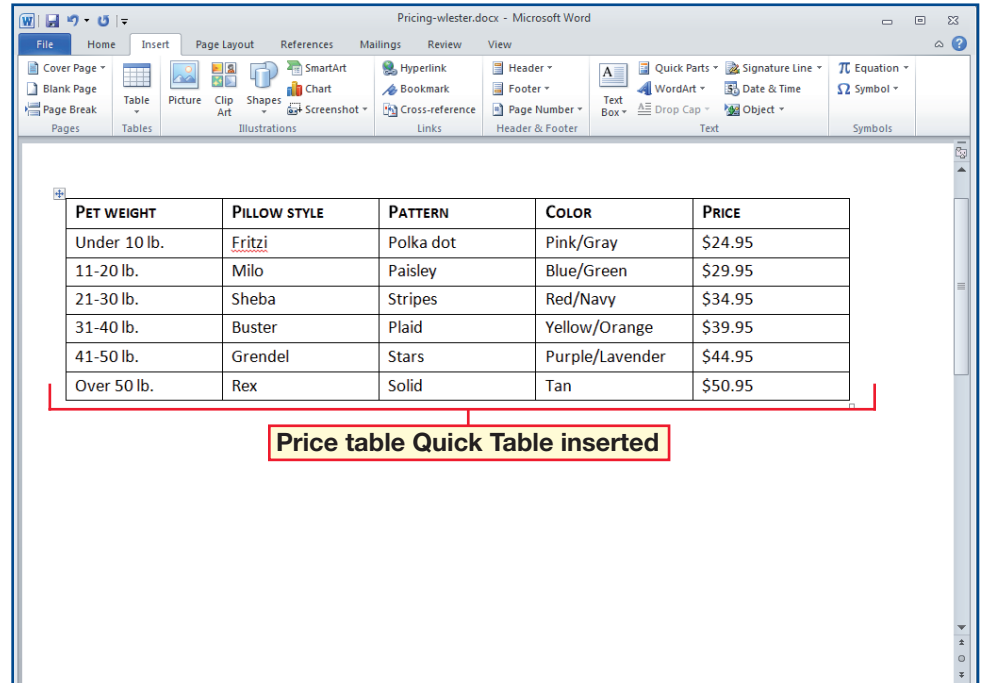 Pricing-wlester.docx - Microsoft Word
File Home Insert Page Layout References Mailings Review View
Cover Page
Blank Page
Page Break
Pages
Table
Tables
Picture
Clip Art
Shapes
SmartArt
Chart
Screenshot
Illustrations
Hyperlink
Bookmark
Cross-reference
Links
Header
Footer
Page Number
Header & Footer
Text Box
Quick Parts
WordArt
Drop Cap
Signature Line
Date & Time
Object
Text
π Equation
Ω Symbol
Symbols
PET WEIGHT PILLOW STYLE PATTERN COLOR PRICE
Under 10 lb. Fritzi Polka dot Pink/Gray $24.95
11-20 lb. Milo Paisley Blue/Green $29.95
21-30 lb. Sheba Stripes Red/Navy $34.95
31-40 lb. Buster Plaid Yellow/Orange $39.95
41-50 lb. Grendel Stars Purple/Lavender $44.95
Over 50 lb. Rex Solid Tan $50.95
Price table Quick Table inserted